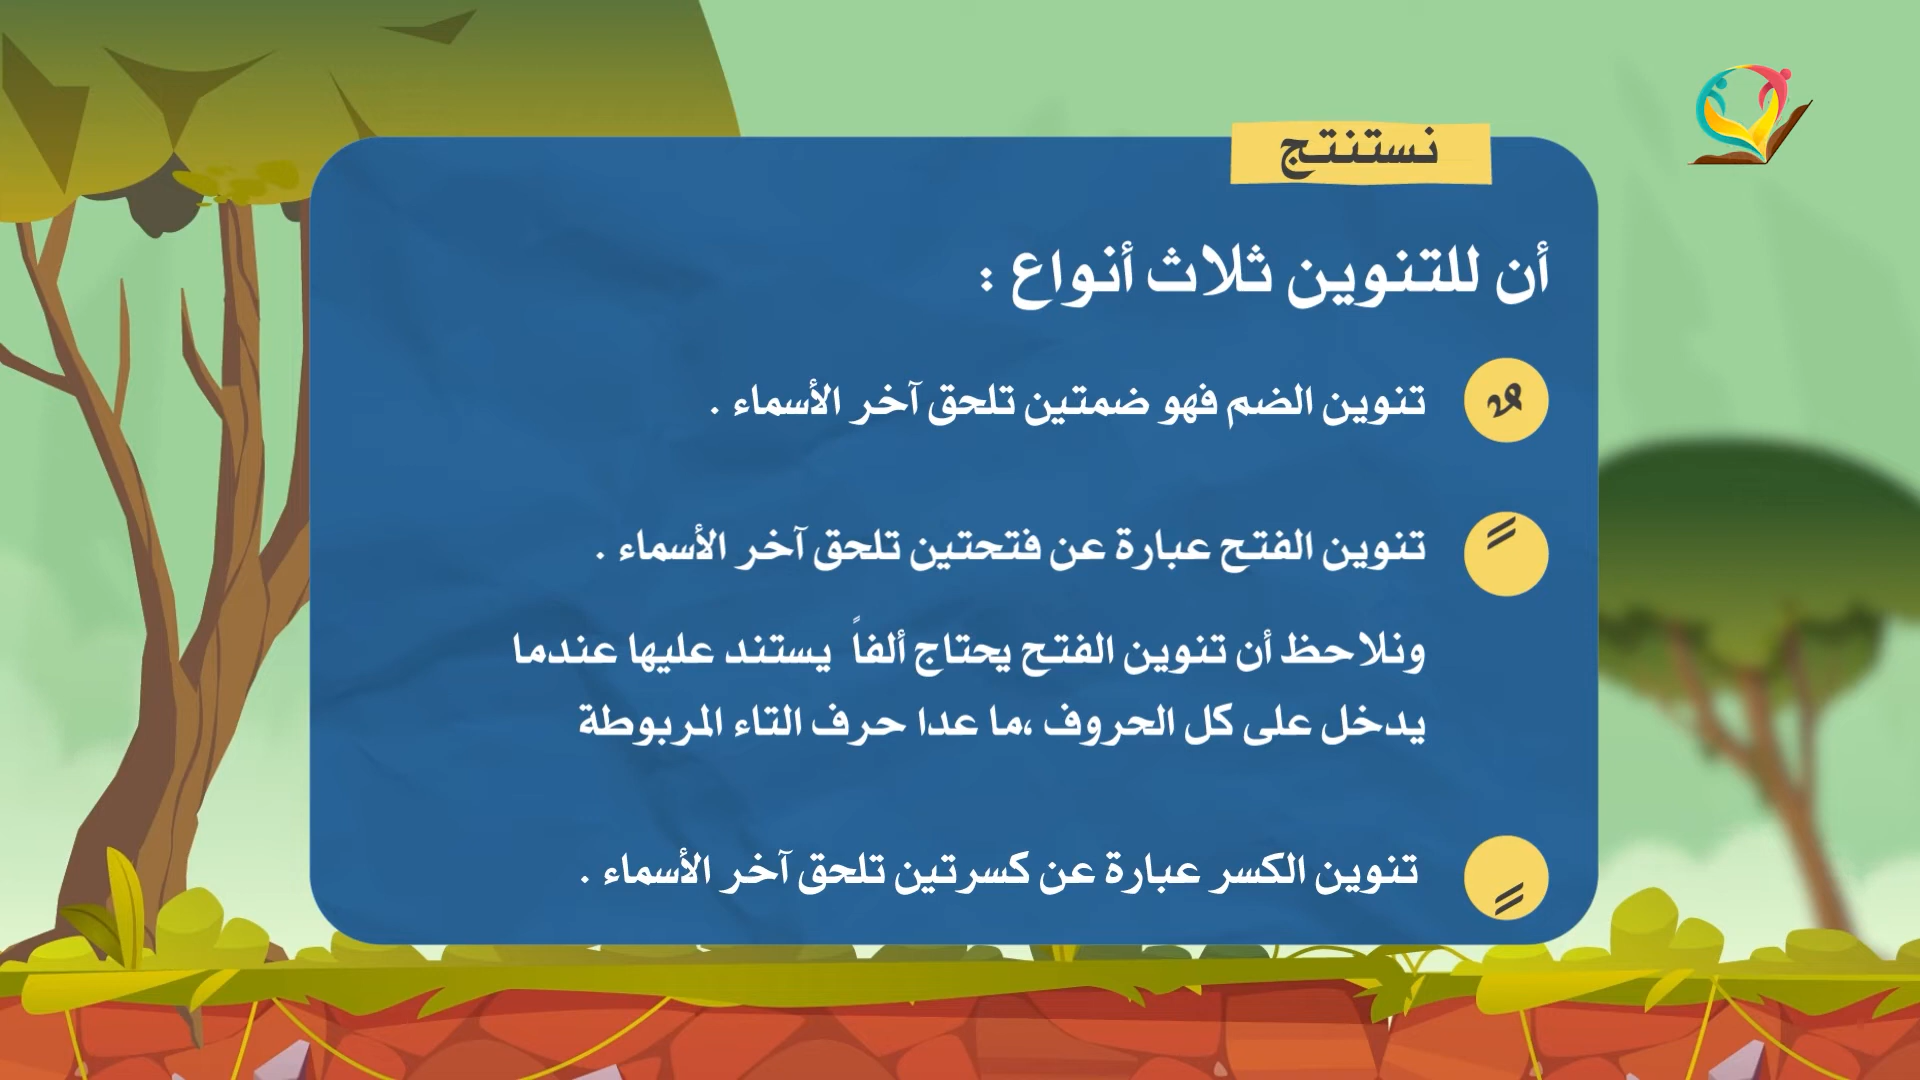 نستنتج
أن للتنوين ثلاث أنواع :
تنوين الضم فهو ضمتين تلحق آخر الأسماء .
تنوين الفتح عبارة عن فتحتين تلحق آخر الأسماء .
ونلاحظ أن تنوين الفتح يحتاج ألفاً يستند عليها عندما
يدخل على كل الحروف ،ما عدا حرف التاء المربوطة
تنوين الكسر عبارة عن كسرتين تلحق آخر الأسماء .